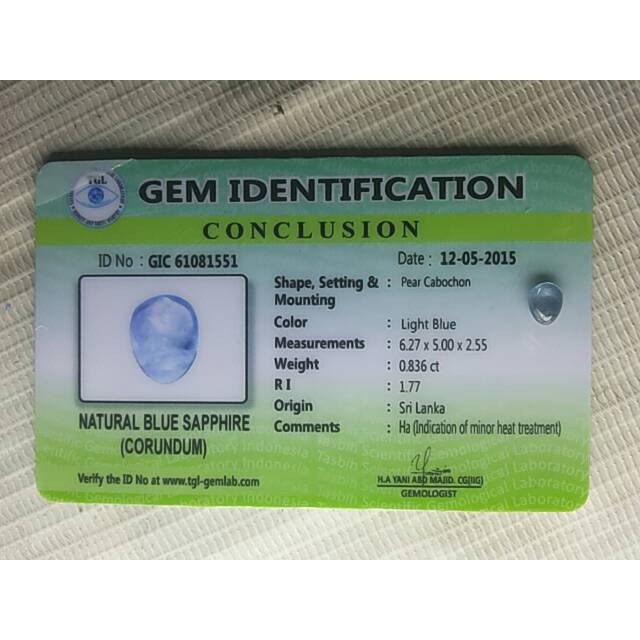 TGL
GEM IDENTIFICATION
CONCLUSION
ID No : GIC 61081551
Date : 12-05-2015
Shape, Setting & Mounting : Pear Cabochon
Color : Light Blue
Measurements : 6.27 x 5.00 x 2.55
Weight : 0.836 ct
R I : 1.77
Origin : Sri Lanka
Comments : Ha (Indication of minor heat treatment)
NATURAL BLUE SAPPHIRE
(CORUNDUM)
Verify the ID No at www.tgl-gemlab.com
H.A YANI ABD MAJID. CG(IIG)
GEMOLOGIST
Tasbih Scientific Gemological Laboratory